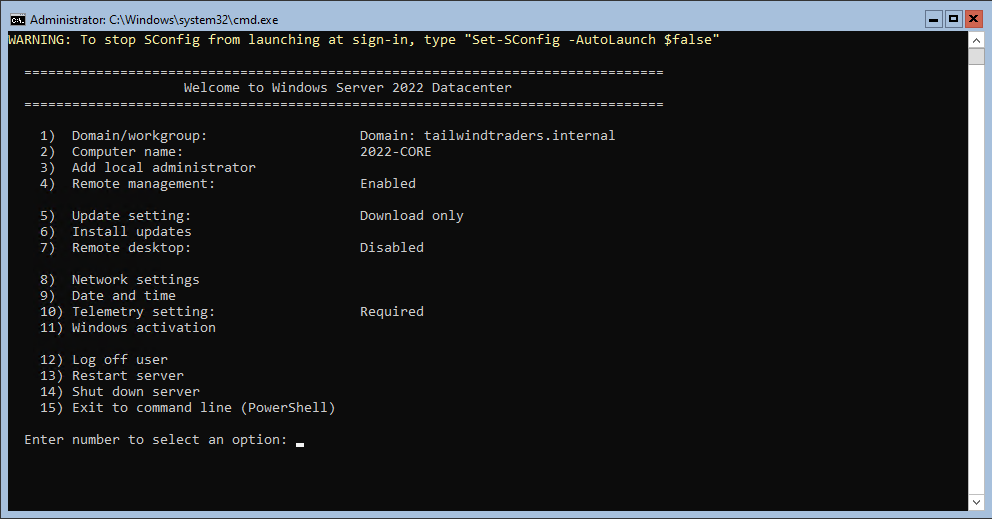 Administrator: C:\Windows\system32\cmd.exe
WARNING: To stop SConfig from launching at sign-in, type "Set-SConfig -AutoLaunch $false"
================================================================================
Welcome to Windows Server 2022 Datacenter
================================================================================
1) Domain/workgroup: Domain: tailwindtraders.internal
2) Computer name: 2022-CORE
3) Add local administrator
4) Remote management: Enabled
5) Update setting: Download only
6) Install updates
7) Remote desktop: Disabled
8) Network settings
9) Date and time
10) Telemetry setting: Required
11) Windows activation
12) Log off user
13) Restart server
14) Shut down server
15) Exit to command line (PowerShell)
Enter number to select an option: